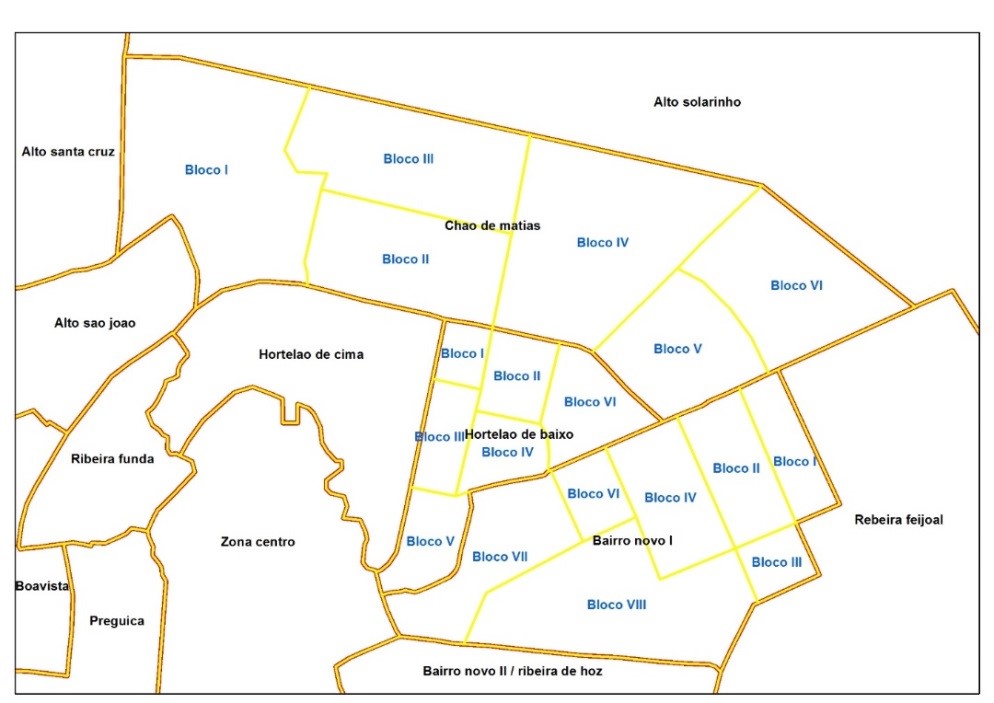 Alto solarinho
Alto santa cruz
Bloco III
Bloco I
Chao de matias
Bloco IV
Bloco II
Bloco VI
Alto sao joao
Bloco V
Hortelao de cima
Bloco I
Bloco II
Bloco VI
Bloco III
Hortelao de baixo
Bloco IV
Ribeira funda
Bloco I
Bloco II
Bloco VI
Bloco IV
Rebeira feijoal
Zona centro
Bloco V
Bairro novo I
Bloco VII
Bloco III
Boavista
Bloco VIII
Preguica
Bairro novo II / ribeira de hoz